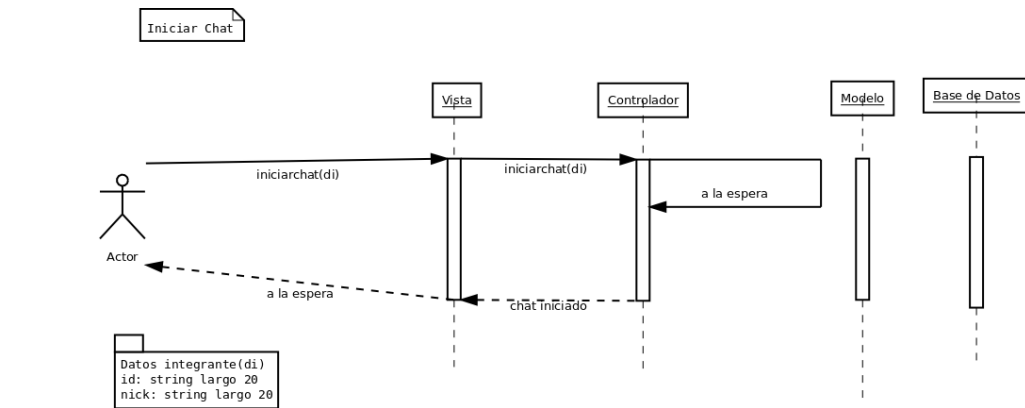 Iniciar Chat
Vista
Controlador
Modelo
Base de Datos
iniciarchat(di)
iniciarchat(di)
a la espera
Actor
a la espera
chat iniciado
Datos integrante(di)
id: string largo 20
nick: string largo 20